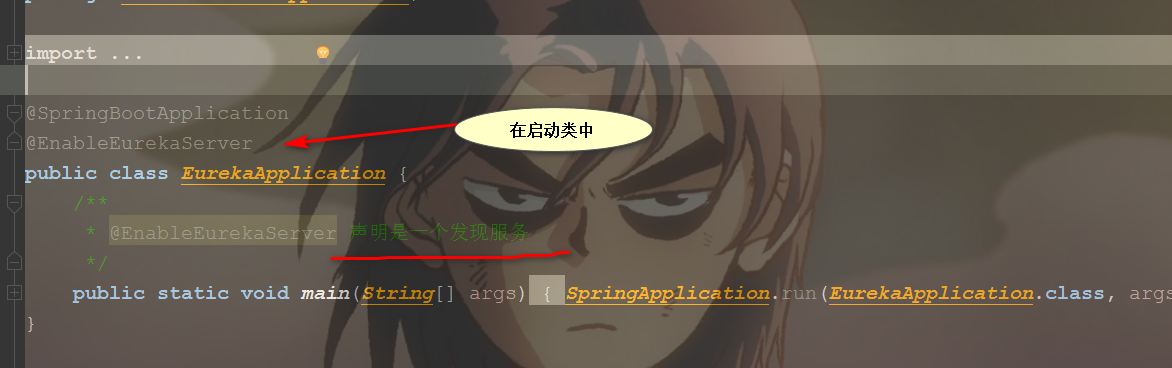 import ...
@SpringBootApplication
@EnableEurekaServer
在启动类中
public class EurekaApplication {
/**
* @EnableEurekaServer 声明是一个发现服务
*/
public static void main(String[] args) { SpringApplication.run(EurekaApplication.class, args
}